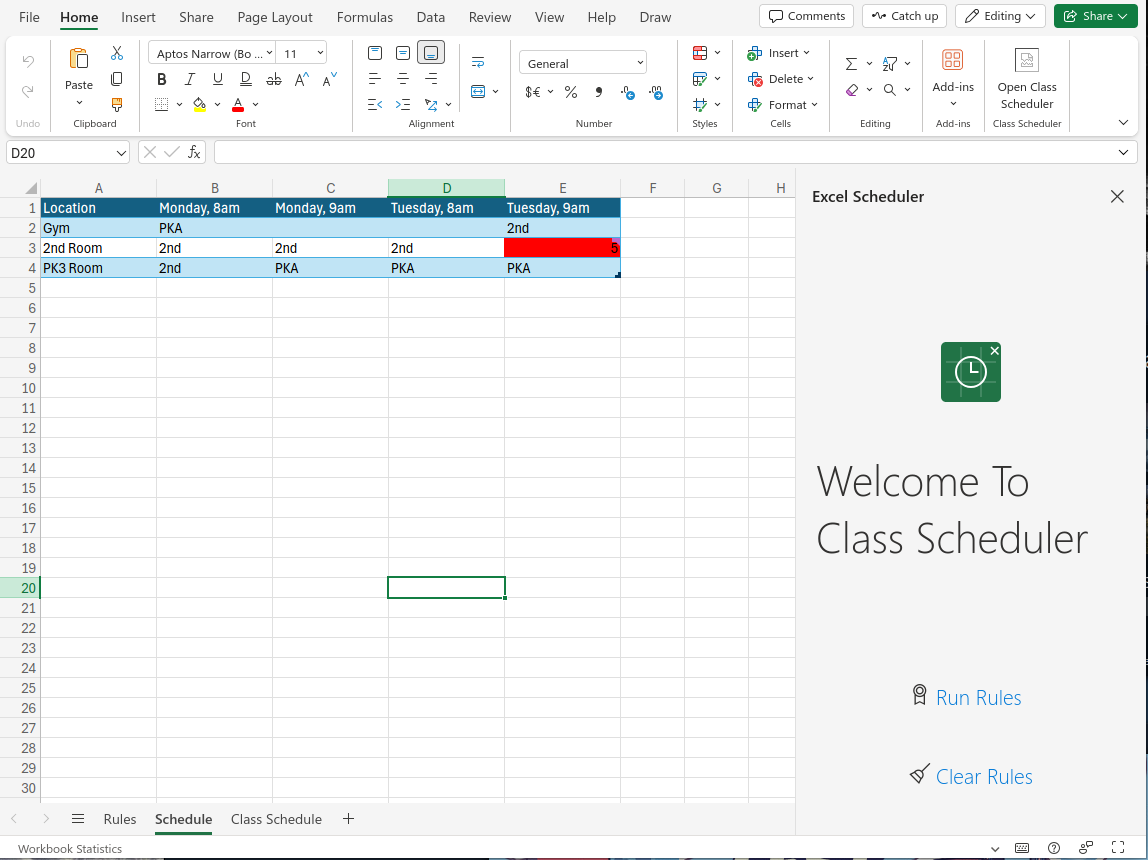 File Home Insert Share Page Layout Formulas Data Review View Help Draw Comments Catch up Editing Share
Aptos Narrow (Bo ... 11 General Insert
Paste B I U D ab A A $€ % Delete Add-ins Open Class Scheduler
Format
Undo Clipboard Font Alignment Number Styles Cells Editing Add-ins Class Scheduler
D20 fx
A B C D E F G H
1 Location Monday, 8am Monday, 9am Tuesday, 8am Tuesday, 9am
2 Gym PKA 2nd
3 2nd Room 2nd 2nd 2nd 5
4 PK3 Room 2nd PKA PKA PKA
5
6
7
8
9
10
11
12
13
14
15
16
17
18
19
20
21
22
23
24
25
26
27
28
29
30
Excel Scheduler
Welcome To
Class Scheduler
Run Rules
Clear Rules
Rules Schedule Class Schedule
Workbook Statistics